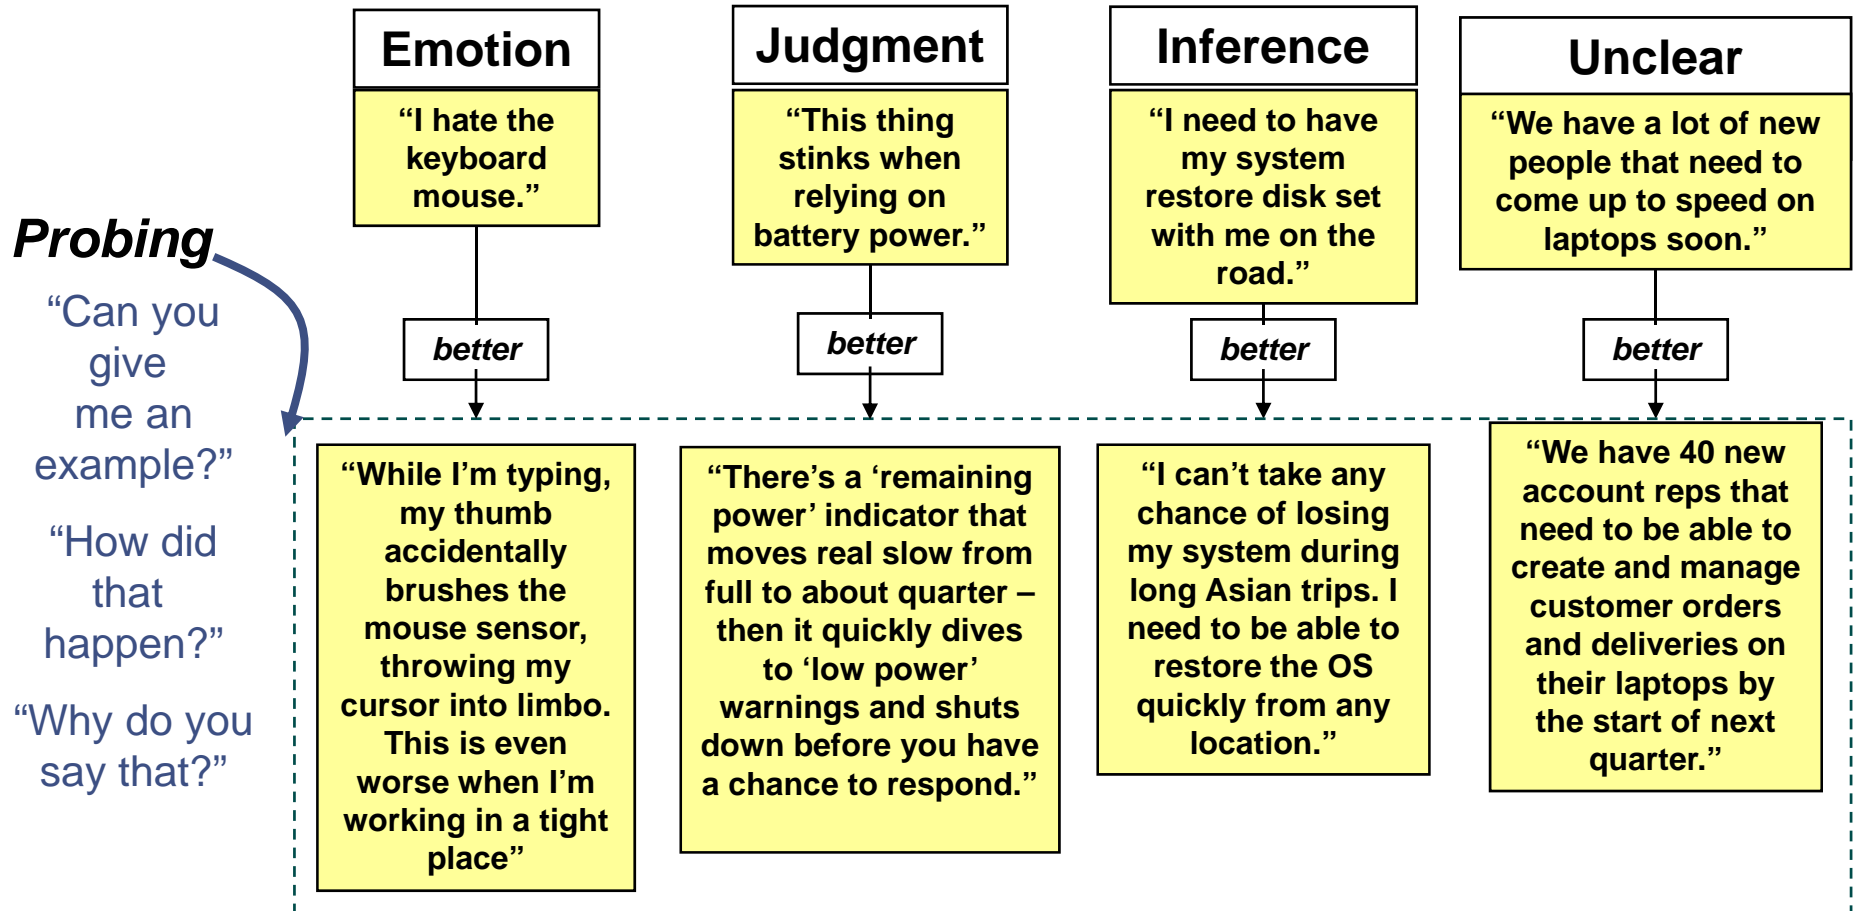 Emotion
“I hate the
keyboard
mouse.”
Judgment
“This thing
stinks when
relying on
battery power.”
Inference
“I need to have
my system
restore disk set
with me on the
road.”
Unclear
“We have a lot of new
people that need to
come up to speed on
laptops soon.”
Probing
“Can you
give
me an
example?”
“How did
that
happen?”
“Why do you
say that?”
better
better
better
better
“While I’m typing,
my thumb
accidentally
brushes the
mouse sensor,
throwing my
cursor into limbo.
This is even
worse when I’m
working in a tight
place”
“There’s a ‘remaining
power’ indicator that
moves real slow from
full to about quarter –
then it quickly dives
to ‘low power’
warnings and shuts
down before you have
a chance to respond.”
“I can’t take any
chance of losing
my system during
long Asian trips. I
need to be able to
restore the OS
quickly from any
location.”
“We have 40 new
account reps that
need to be able to
create and manage
customer orders
and deliveries on
their laptops by
the start of next
quarter.”